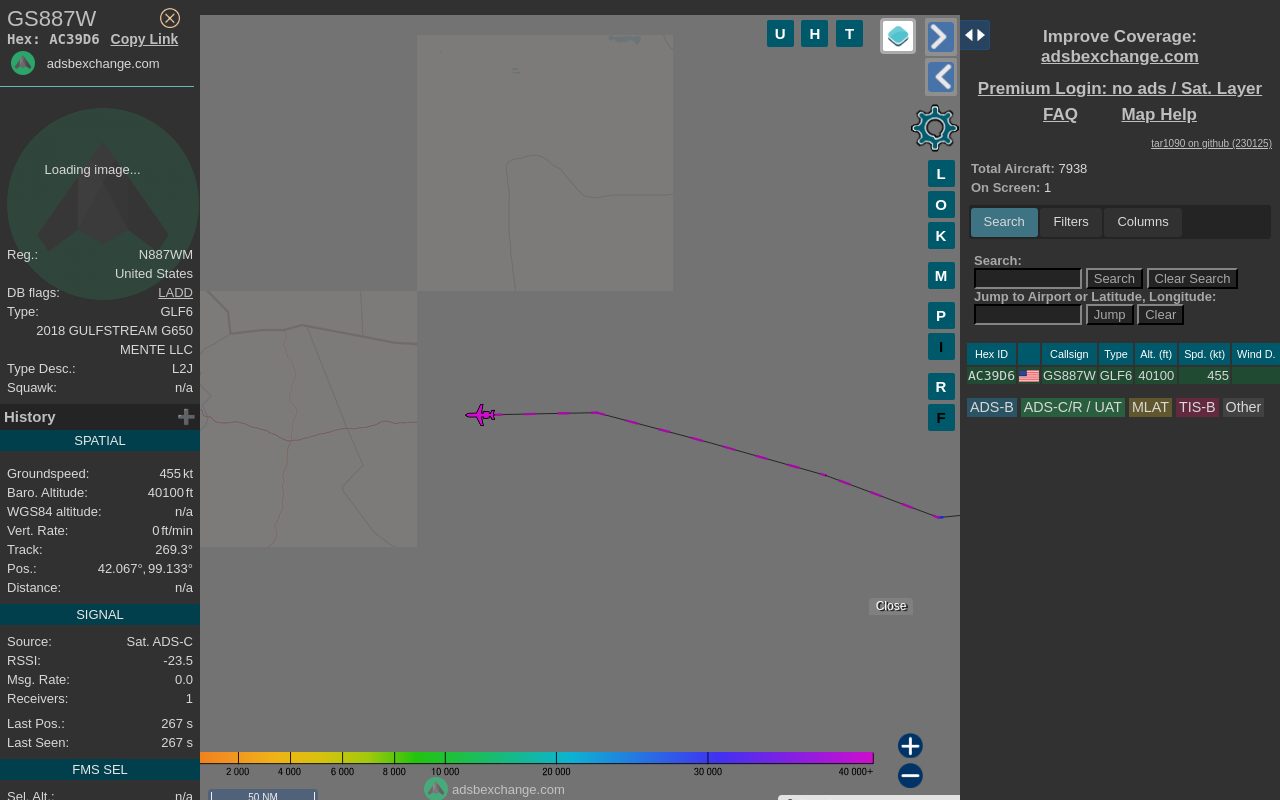 GS887W
Hex: AC39D6 Copy Link
adsbexchange.com
Loading image...
Reg.: N887WM
United States
DB flags: LADD
Type: GLF6
2018 GULFSTREAM G650
MENTE LLC
Type Desc.: L2J
Squawk: n/a
History
SPATIAL
Groundspeed: 455 kt
Baro. Altitude: 40100 ft
WGS84 altitude: n/a
Vert. Rate: 0 ft/min
Track: 269.3°
Pos.: 42.067°, 99.133°
Distance: n/a
SIGNAL
Source: Sat. ADS-C
RSSI: -23.5
Msg. Rate: 0.0
Receivers: 1
Last Pos.: 267 s
Last Seen: 267 s
FMS SEL
Sel. Alt.: n/a
U H T
L
O
K
M
P
I
R
F
Close
2 000 4 000 6 000 8 000 10 000 20 000 30 000 40 000+
50 NM
adsbexchange.com
Improve Coverage:
adsbexchange.com
Premium Login: no ads / Sat. Layer
FAQ Map Help
tar1090 on github (230125)
Total Aircraft: 7938
On Screen: 1
Search Filters Columns
Search:
Search Clear Search
Jump to Airport or Latitude, Longitude:
Jump Clear
Hex ID Callsign Type Alt. (ft) Spd. (kt) Wind D.
AC39D6 GS887W GLF6 40100 455
ADS-B ADS-C/R / UAT MLAT TIS-B Other